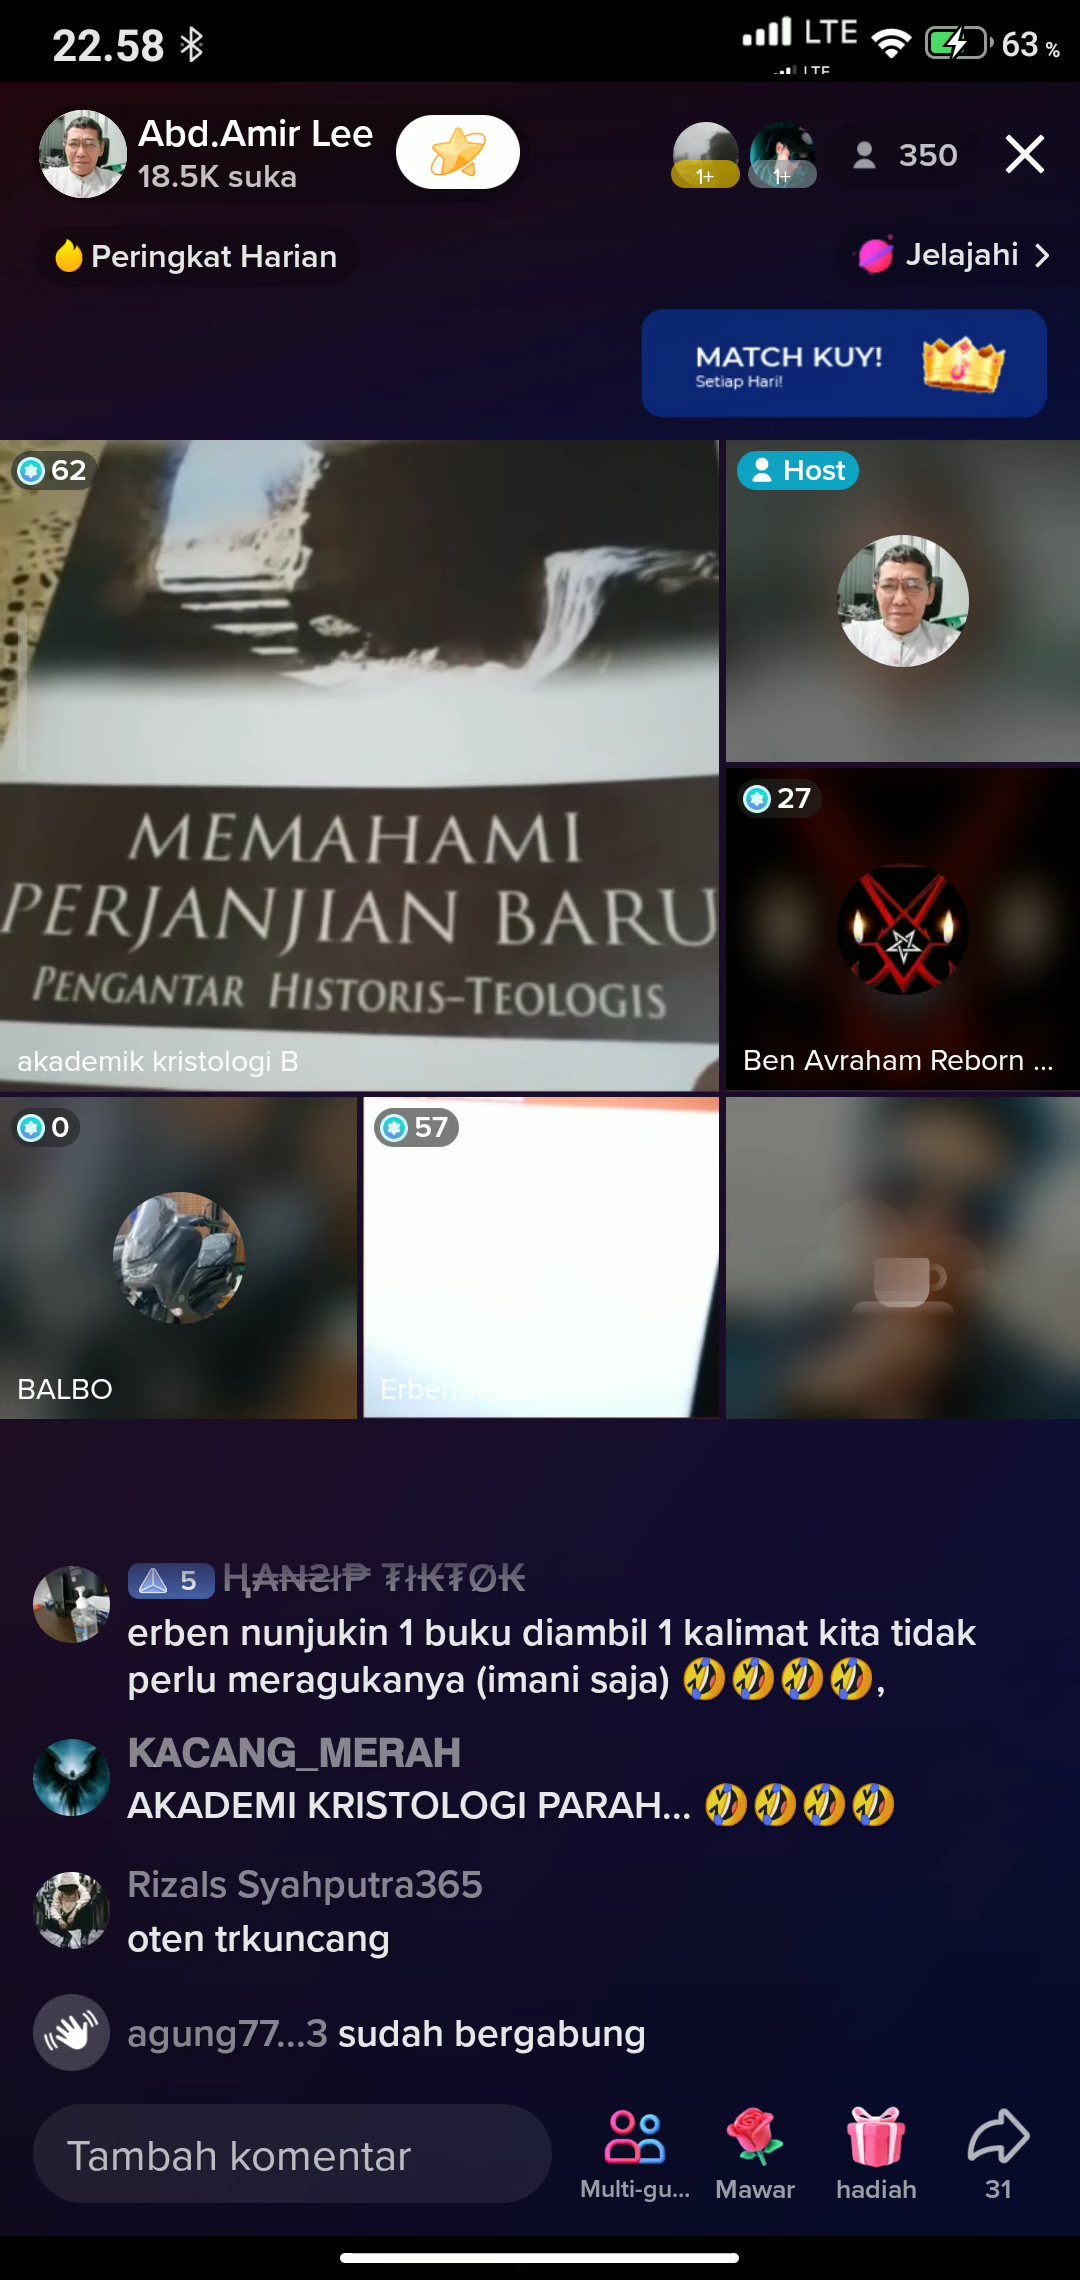 22.58
LTE
63 %
LTE
Abd.Amir Lee
18.5K suka
1+
1+
350
Peringkat Harian
Jelajahi
MATCH KUY!
Setiap Hari!
62
Host
MEMAHAMI
PERJANJIAN BARU
PENGANTAR HISTORIS-TEOLOGIS
akademik kristologi B
27
Ben Avraham Reborn ...
0
BALBO
57
5
erben nunjukin 1 buku diambil 1 kalimat kita tidak
perlu meragukanya (imani saja) 🤣🤣🤣🤣,
KACANG_MERAH
AKADEMI KRISTOLOGI PARAH... 🤣🤣🤣🤣
Rizals Syahputra365
oten trkuncang
agung77...3 sudah bergabung
Tambah komentar
Multi-gu...
Mawar
hadiah
31